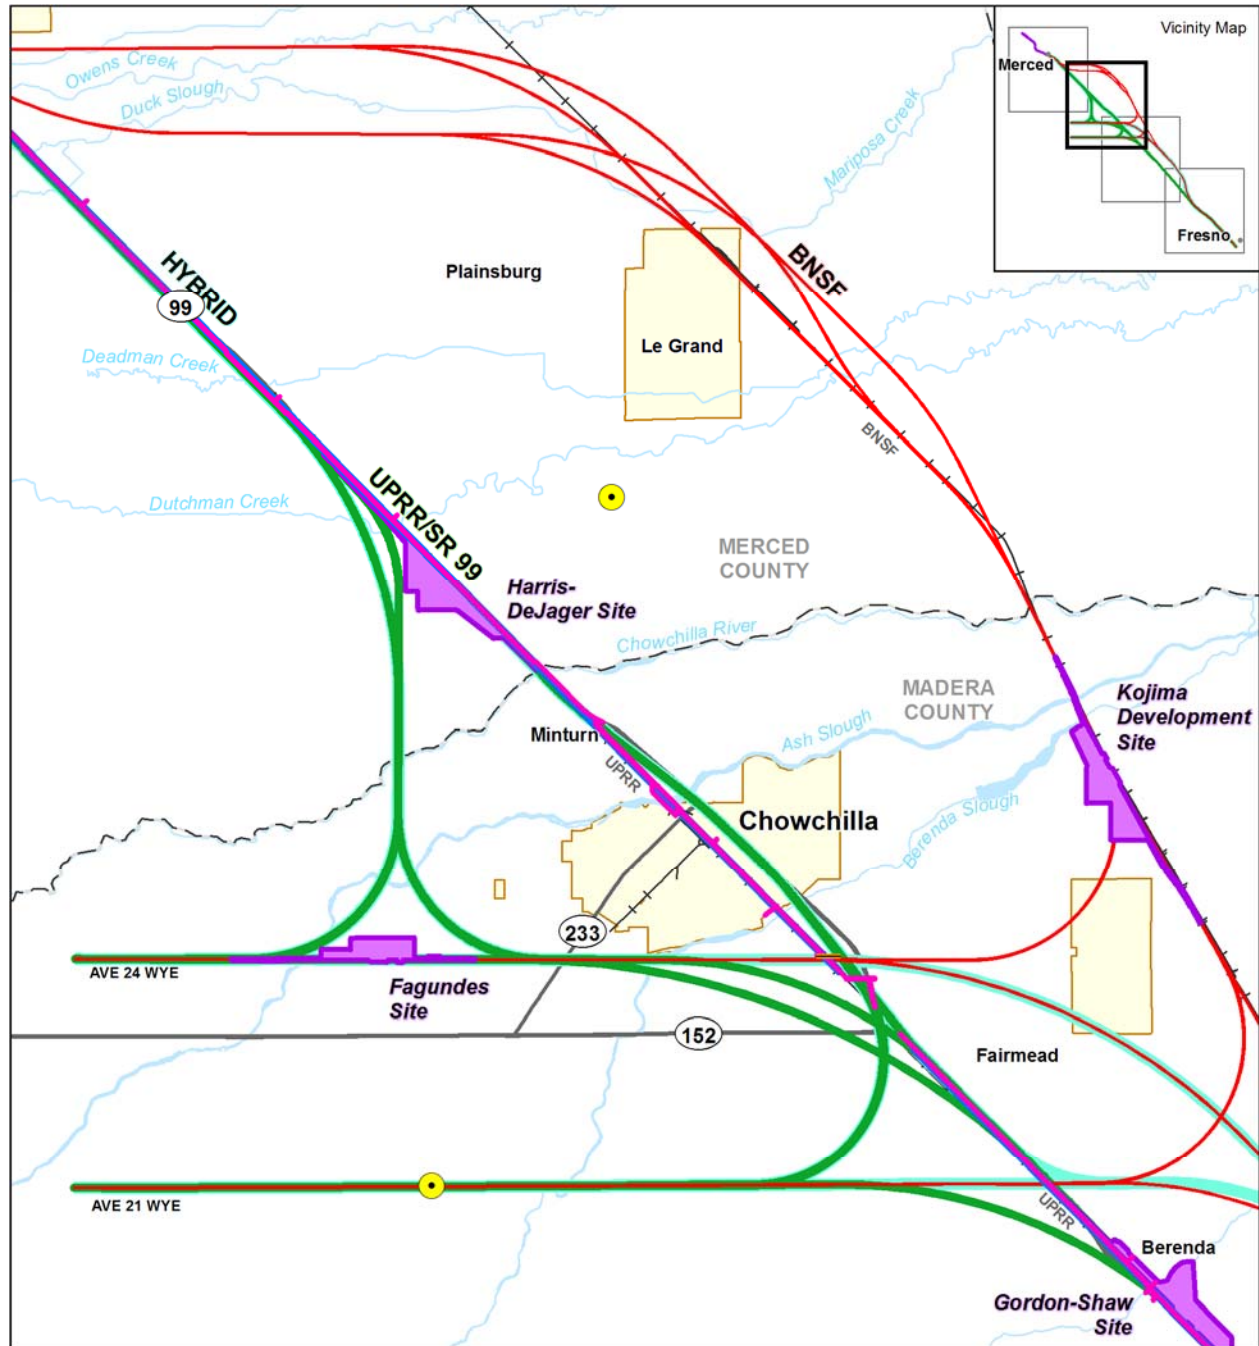 Vicinity Map
Merced
Fresno
Owens Creek
Duck Slough
Mariposa Creek
HYBRID
99
Plainsburg
BNSF
Le Grand
Deadman Creek
BNSF
UPRR/SR 99
Dutchman Creek
MERCED
COUNTY
Harris-
DeJager Site
Chowchilla River
MADERA
COUNTY
Kojima
Development
Site
Minturn
Ash Slough
UPRR
Chowchilla
Berenda Slough
233
AVE 24 WYE
Fagundes
Site
152
Fairmead
AVE 21 WYE
UPRR
Berenda
Gordon-Shaw
Site